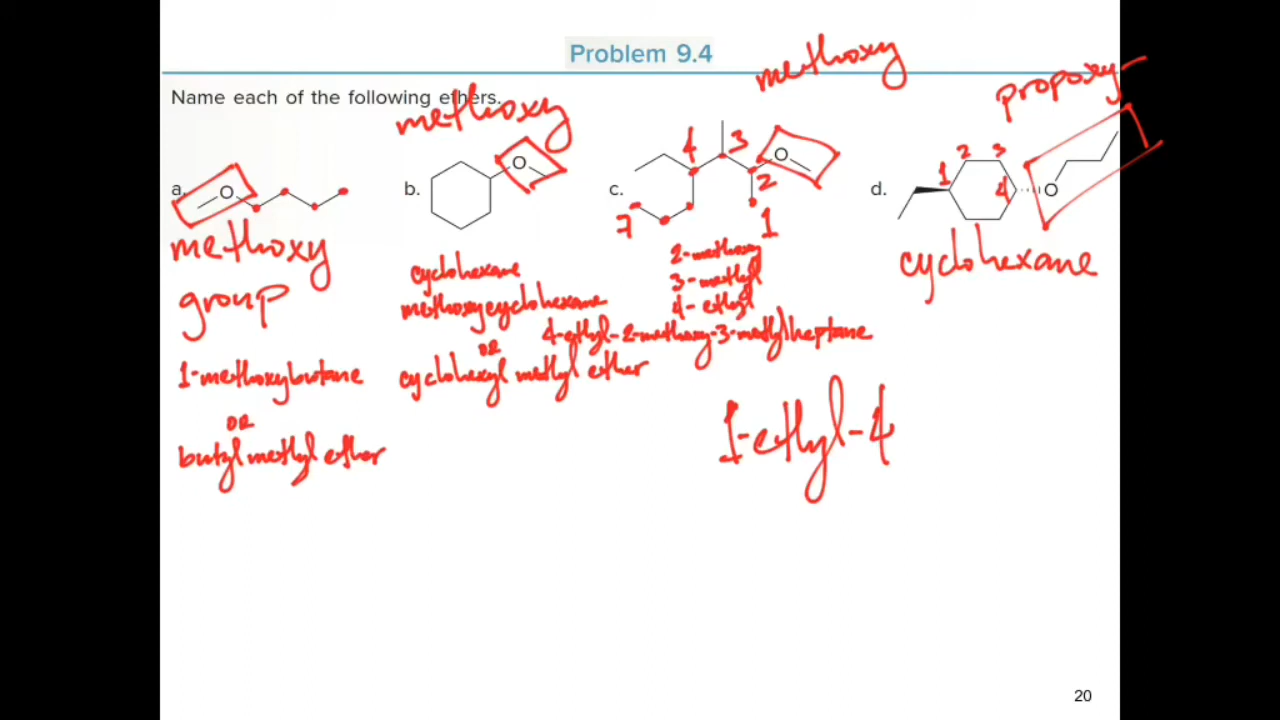 Problem 9.4
Name each of the following ethers.
methoxy
methoxy
propoxy-
a.
O
b.
O
c.
4
3
O
2
7
1
d.
1
2
3
4
O
methoxy
group
1-methoxybutane
OR
butyl methyl ether
cyclohexane
methoxycyclohexane
OR
cyclohexyl methyl ether
2-methoxy
3-methyl
4-ethyl
4-ethyl-2-methoxy-3-methylheptane
cyclohexane
1-ethyl-4
20